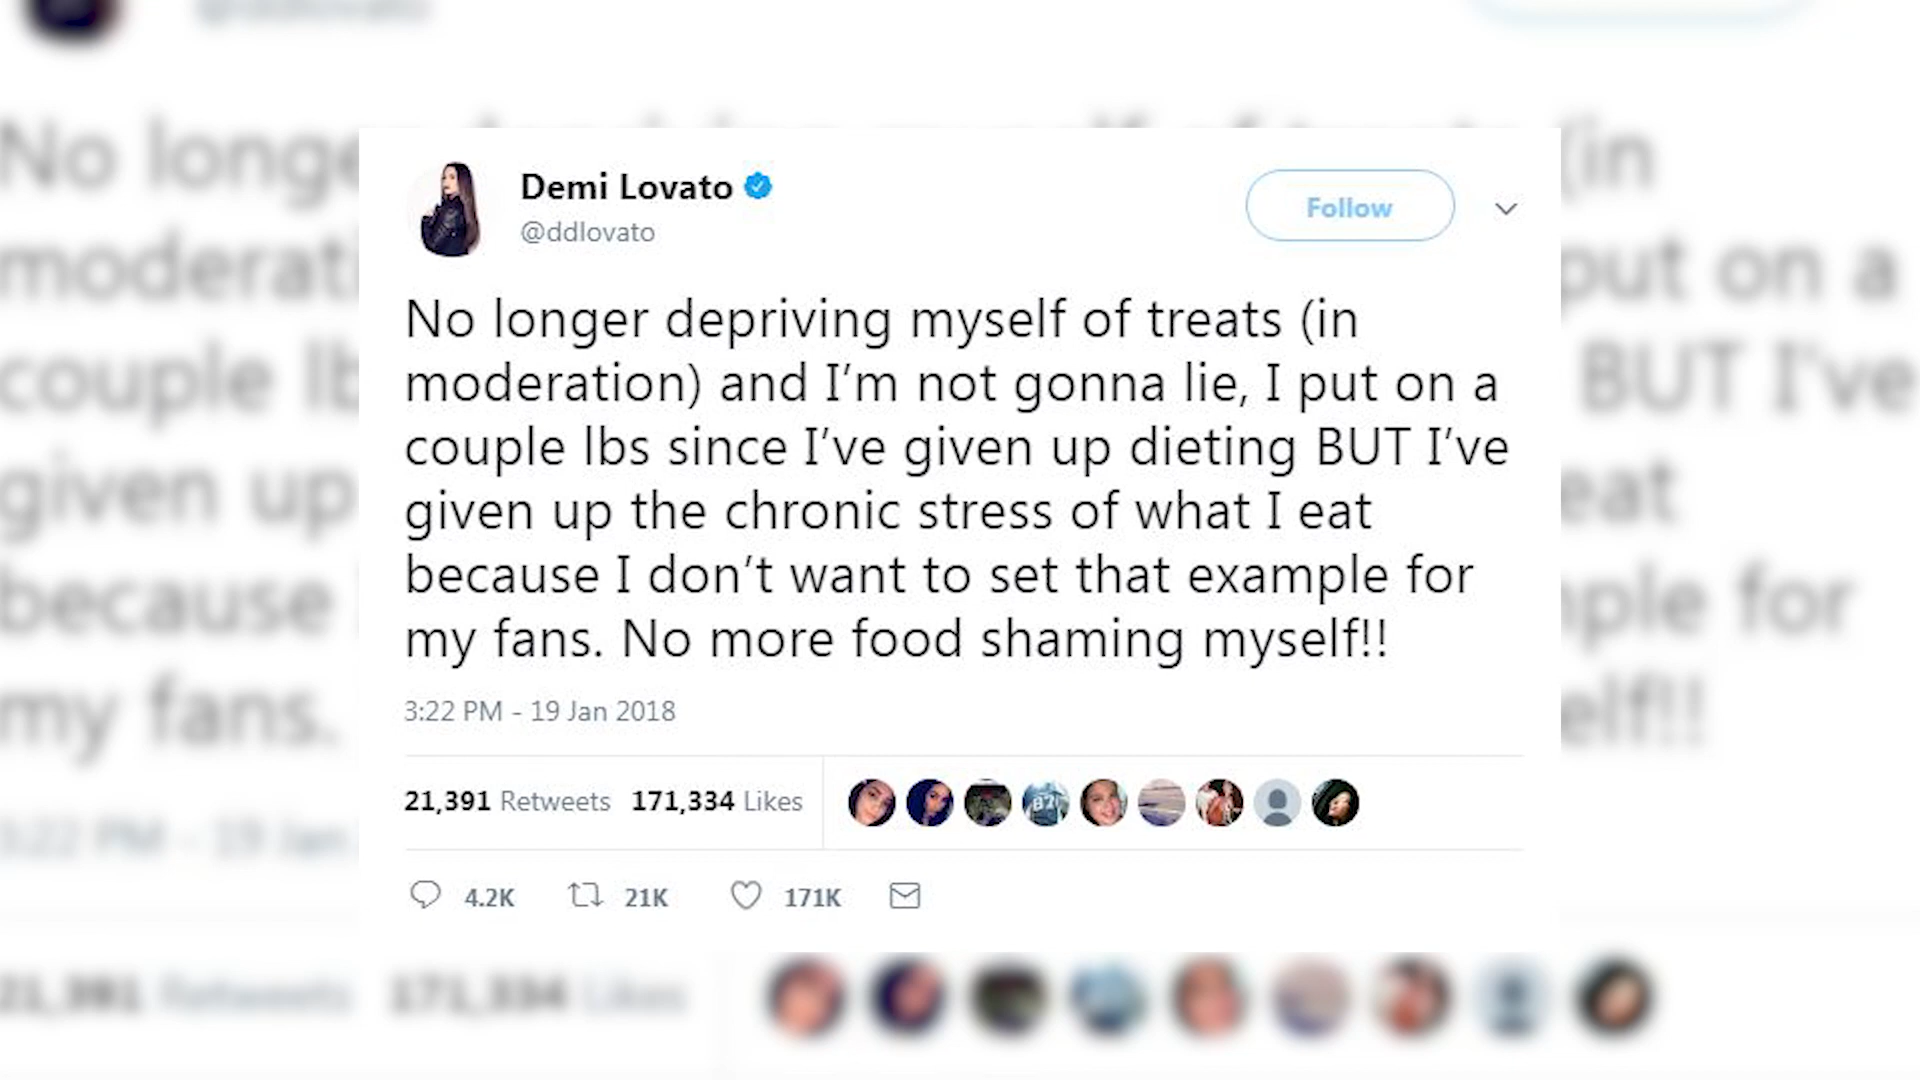 Demi Lovato
@ddlovato
Follow
No longer depriving myself of treats (in
moderation) and I'm not gonna lie, I put on a
couple lbs since I've given up dieting BUT I've
given up the chronic stress of what I eat
because I don't want to set that example for
my fans. No more food shaming myself!!
3:22 PM - 19 Jan 2018
21,391 Retweets 171,334 Likes
4.2K 21K 171K